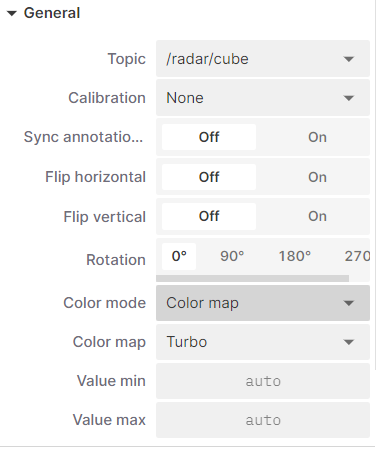 General
Topic /radar/cube
Calibration None
Sync annotatio... Off On
Flip horizontal Off On
Flip vertical Off On
Rotation 0° 90° 180° 270
Color mode Color map
Color map Turbo
Value min auto
Value max auto